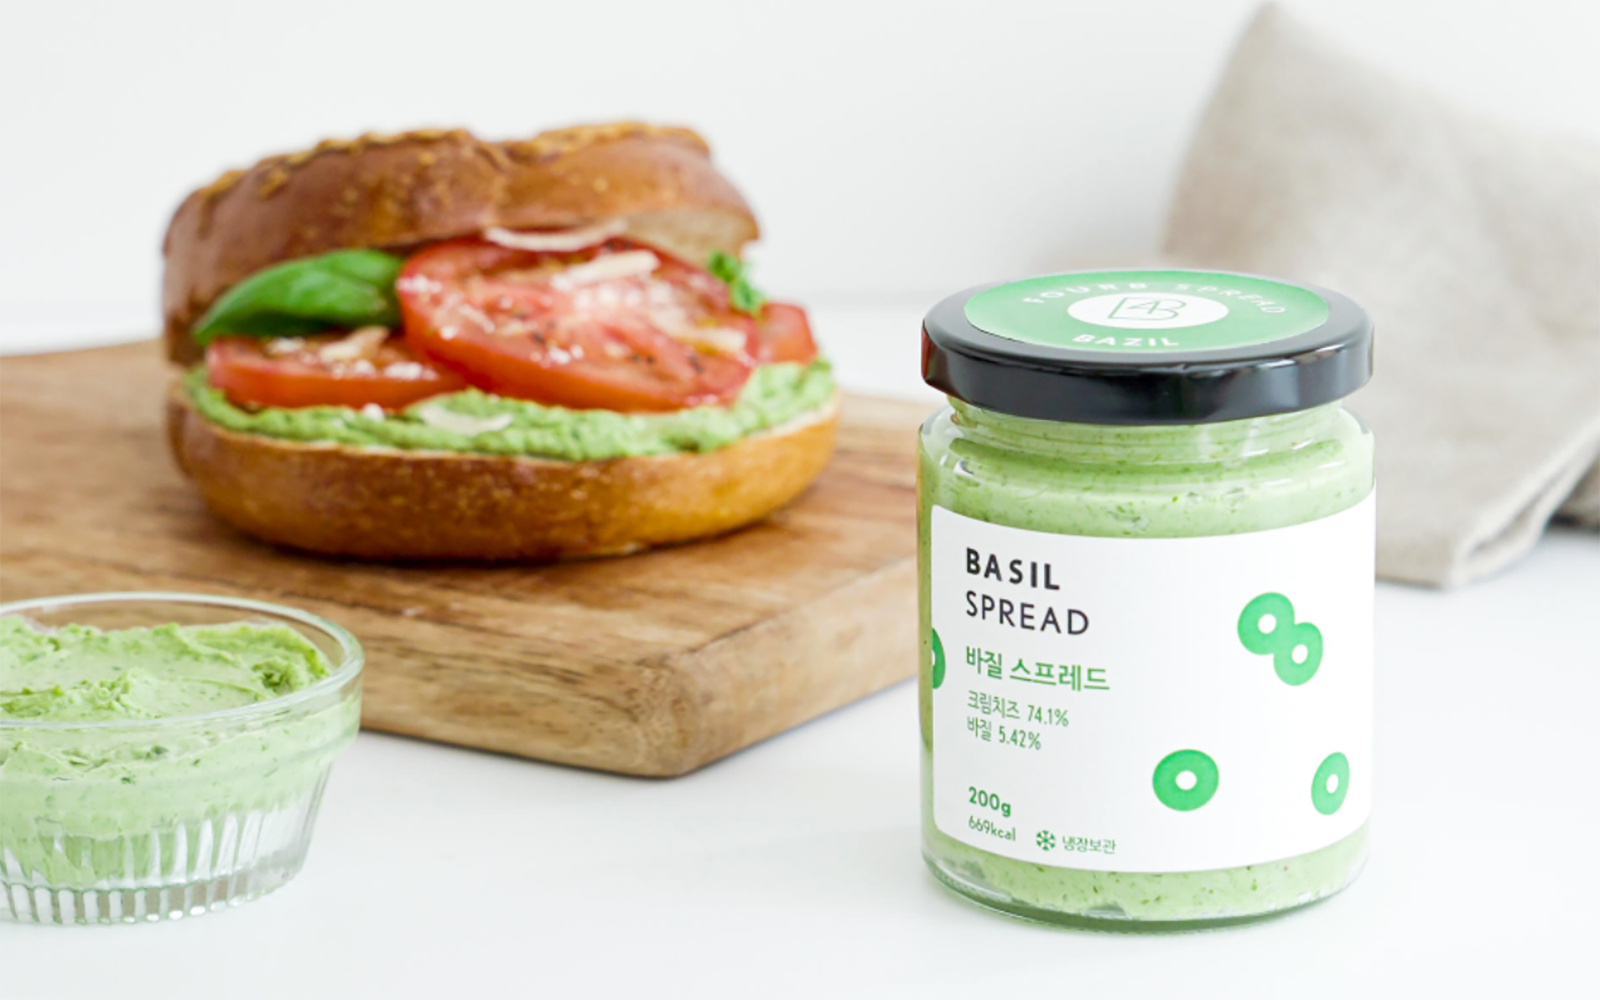 FOURB SPREAD
BAZIL
BASIL
SPREAD
바질 스프레드
크림치즈 74.1%
바질 5.42%
200g
669kcal
냉장보관